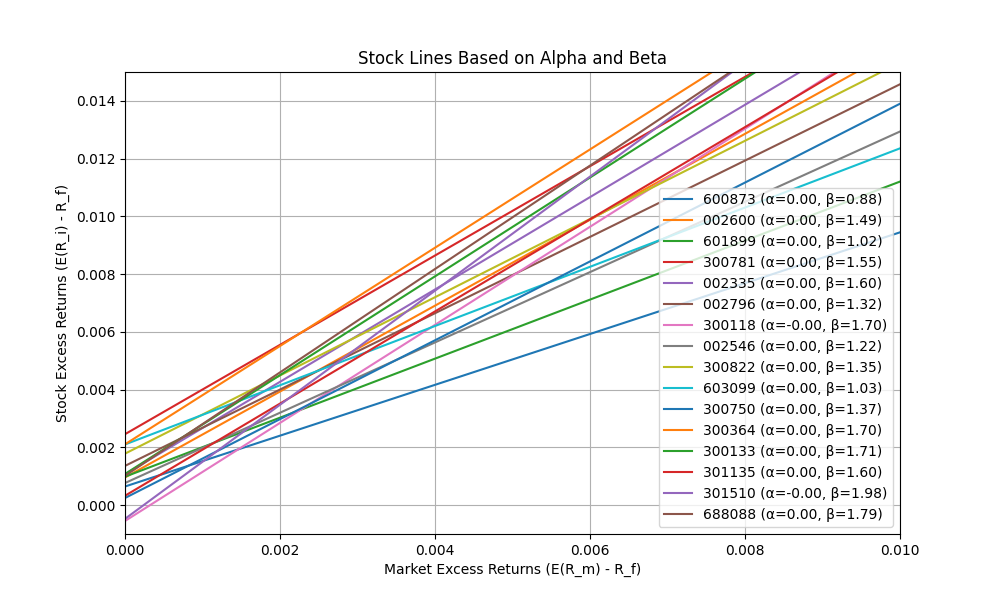 Stock Lines Based on Alpha and Beta
Stock Excess Returns (E(R_i) - R_f)
0.014
0.012
0.010
0.008
0.006
0.004
0.002
0.000
600873 (α=0.00, β=0.88)
002600 (α=0.00, β=1.49)
601899 (α=0.00, β=1.02)
300781 (α=0.00, β=1.55)
002335 (α=0.00, β=1.60)
002796 (α=0.00, β=1.32)
300118 (α=-0.00, β=1.70)
002546 (α=0.00, β=1.22)
300822 (α=0.00, β=1.35)
603099 (α=0.00, β=1.03)
300750 (α=0.00, β=1.37)
300364 (α=0.00, β=1.70)
300133 (α=0.00, β=1.71)
301135 (α=0.00, β=1.60)
301510 (α=-0.00, β=1.98)
688088 (α=0.00, β=1.79)
0.000 0.002 0.004 0.006 0.008 0.010
Market Excess Returns (E(R_m) - R_f)